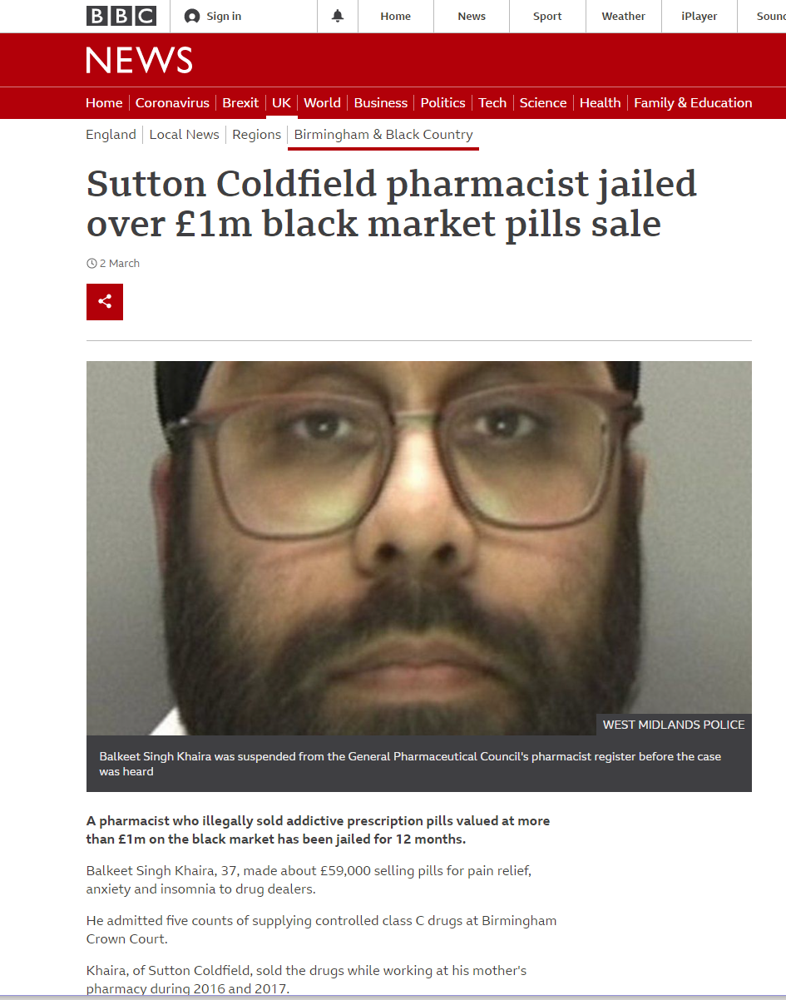 BBC Sign in Home News Sport Weather iPlayer Soun
NEWS
Home Coronavirus Brexit UK World Business Politics Tech Science Health Family & Education
England Local News Regions Birmingham & Black Country
Sutton Coldfield pharmacist jailed
over £1m black market pills sale
2 March
WEST MIDLANDS POLICE
Balkeet Singh Khaira was suspended from the General Pharmaceutical Council's pharmacist register before the case
was heard
A pharmacist who illegally sold addictive prescription pills valued at more
than £1m on the black market has been jailed for 12 months.
Balkeet Singh Khaira, 37, made about £59,000 selling pills for pain relief,
anxiety and insomnia to drug dealers.
He admitted five counts of supplying controlled class C drugs at Birmingham
Crown Court.
Khaira, of Sutton Coldfield, sold the drugs while working at his mother's
pharmacy during 2016 and 2017.